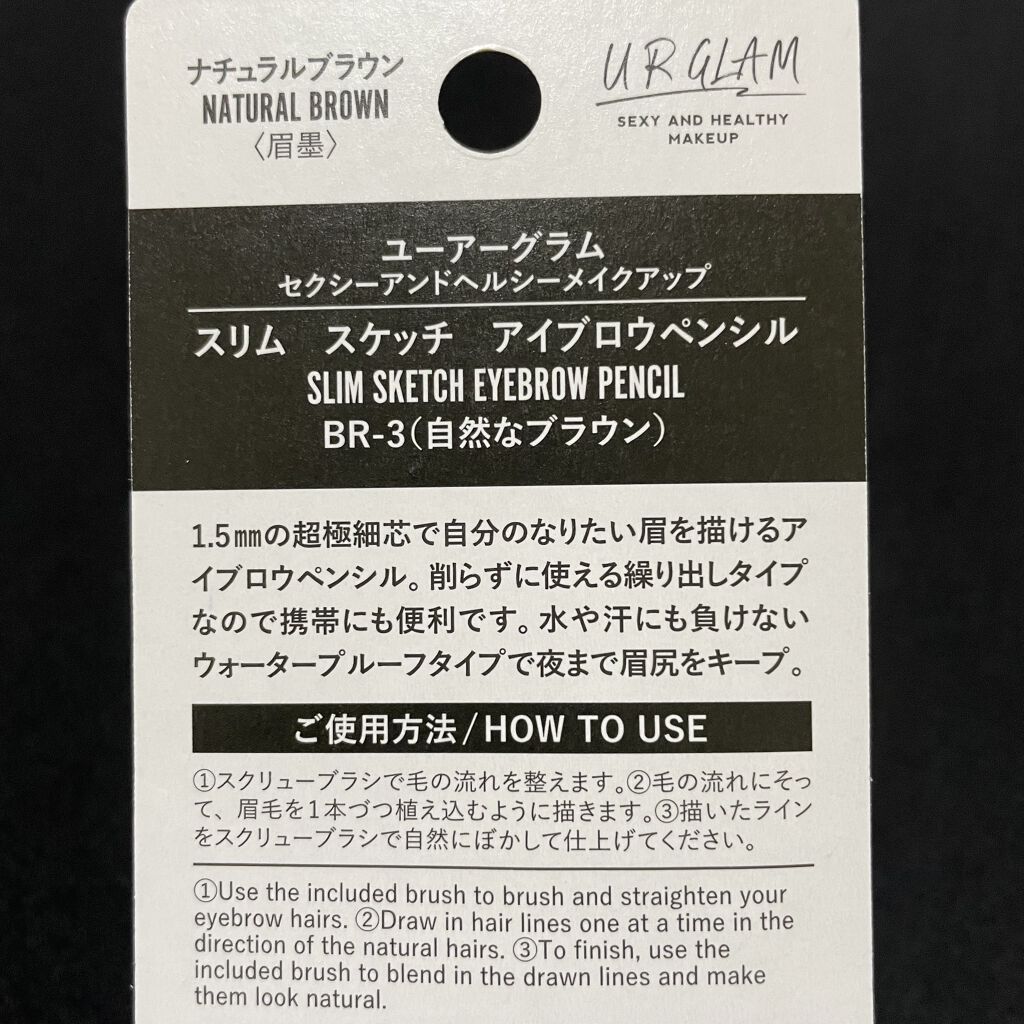 ナチュラルブラウン
NATURAL BROWN
〈眉墨〉
UR GLAM
SEXY AND HEALTHY
MAKEUP
ユーアーグラム
セクシーアンドヘルシーメイクアップ
スリム　スケッチ　アイブロウペンシル
SLIM SKETCH EYEBROW PENCIL
BR-3（自然なブラウン）
1.5㎜の超極細芯で自分のなりたい眉を描けるア
イブロウペンシル。削らずに使える繰り出しタイプ
なので携帯にも便利です。水や汗にも負けない
ウォータープルーフタイプで夜まで眉尻をキープ。
ご使用方法/HOW TO USE
①スクリューブラシで毛の流れを整えます。②毛の流れにそっ
て、眉毛を1本づつ植え込むように描きます。③描いたライン
をスクリューブラシで自然にぼかして仕上げてください。
①Use the included brush to brush and straighten your
eyebrow hairs. ②Draw in hair lines one at a time in the
direction of the natural hairs. ③To finish, use the
included brush to blend in the drawn lines and make
them look natural.